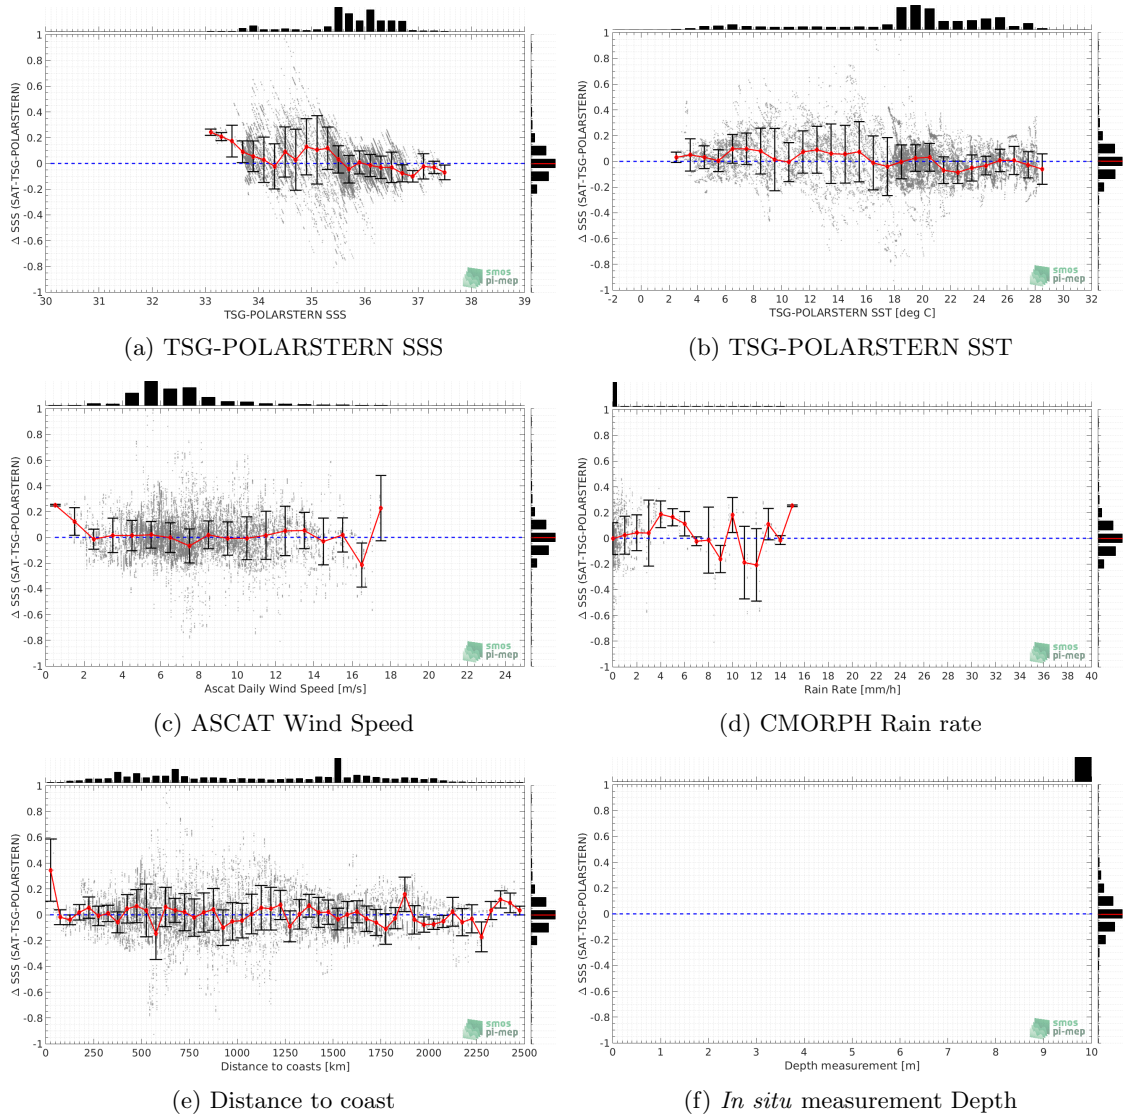 1
0.8
0.6
0.4
0.2
0
-0.2
-0.4
-0.6
-0.8
-1
Δ SSS (SAT-TSG-POLARSTERN)
smos
pi-mep
30 31 32 33 34 35 36 37 38 39
TSG-POLARSTERN SSS
(a) TSG-POLARSTERN SSS
1
0.8
0.6
0.4
0.2
0
-0.2
-0.4
-0.6
-0.8
-1
Δ SSS (SAT-TSG-POLARSTERN)
smos
pi-mep
-2 0 2 4 6 8 10 12 14 16 18 20 22 24 26 28 30 32
TSG-POLARSTERN SST [deg C]
(b) TSG-POLARSTERN SST
1
0.8
0.6
0.4
0.2
0
-0.2
-0.4
-0.6
-0.8
-1
Δ SSS (SAT-TSG-POLARSTERN)
smos
pi-mep
0 2 4 6 8 10 12 14 16 18 20 22 24
Ascat Daily Wind Speed [m/s]
(c) ASCAT Wind Speed
1
0.8
0.6
0.4
0.2
0
-0.2
-0.4
-0.6
-0.8
-1
Δ SSS (SAT-TSG-POLARSTERN)
smos
pi-mep
0 2 4 6 8 10 12 14 16 18 20 22 24 26 28 30 32 34 36 38 40
Rain Rate [mm/h]
(d) CMORPH Rain rate
1
0.8
0.6
0.4
0.2
0
-0.2
-0.4
-0.6
-0.8
-1
Δ SSS (SAT-TSG-POLARSTERN)
smos
pi-mep
0 250 500 750 1000 1250 1500 1750 2000 2250 2500
Distance to coasts [km]
(e) Distance to coast
1
0.8
0.6
0.4
0.2
0
-0.2
-0.4
-0.6
-0.8
-1
Δ SSS (SAT-TSG-POLARSTERN)
smos
pi-mep
0 1 2 3 4 5 6 7 8 9 10
Depth measurement [m]
(f) In situ measurement Depth